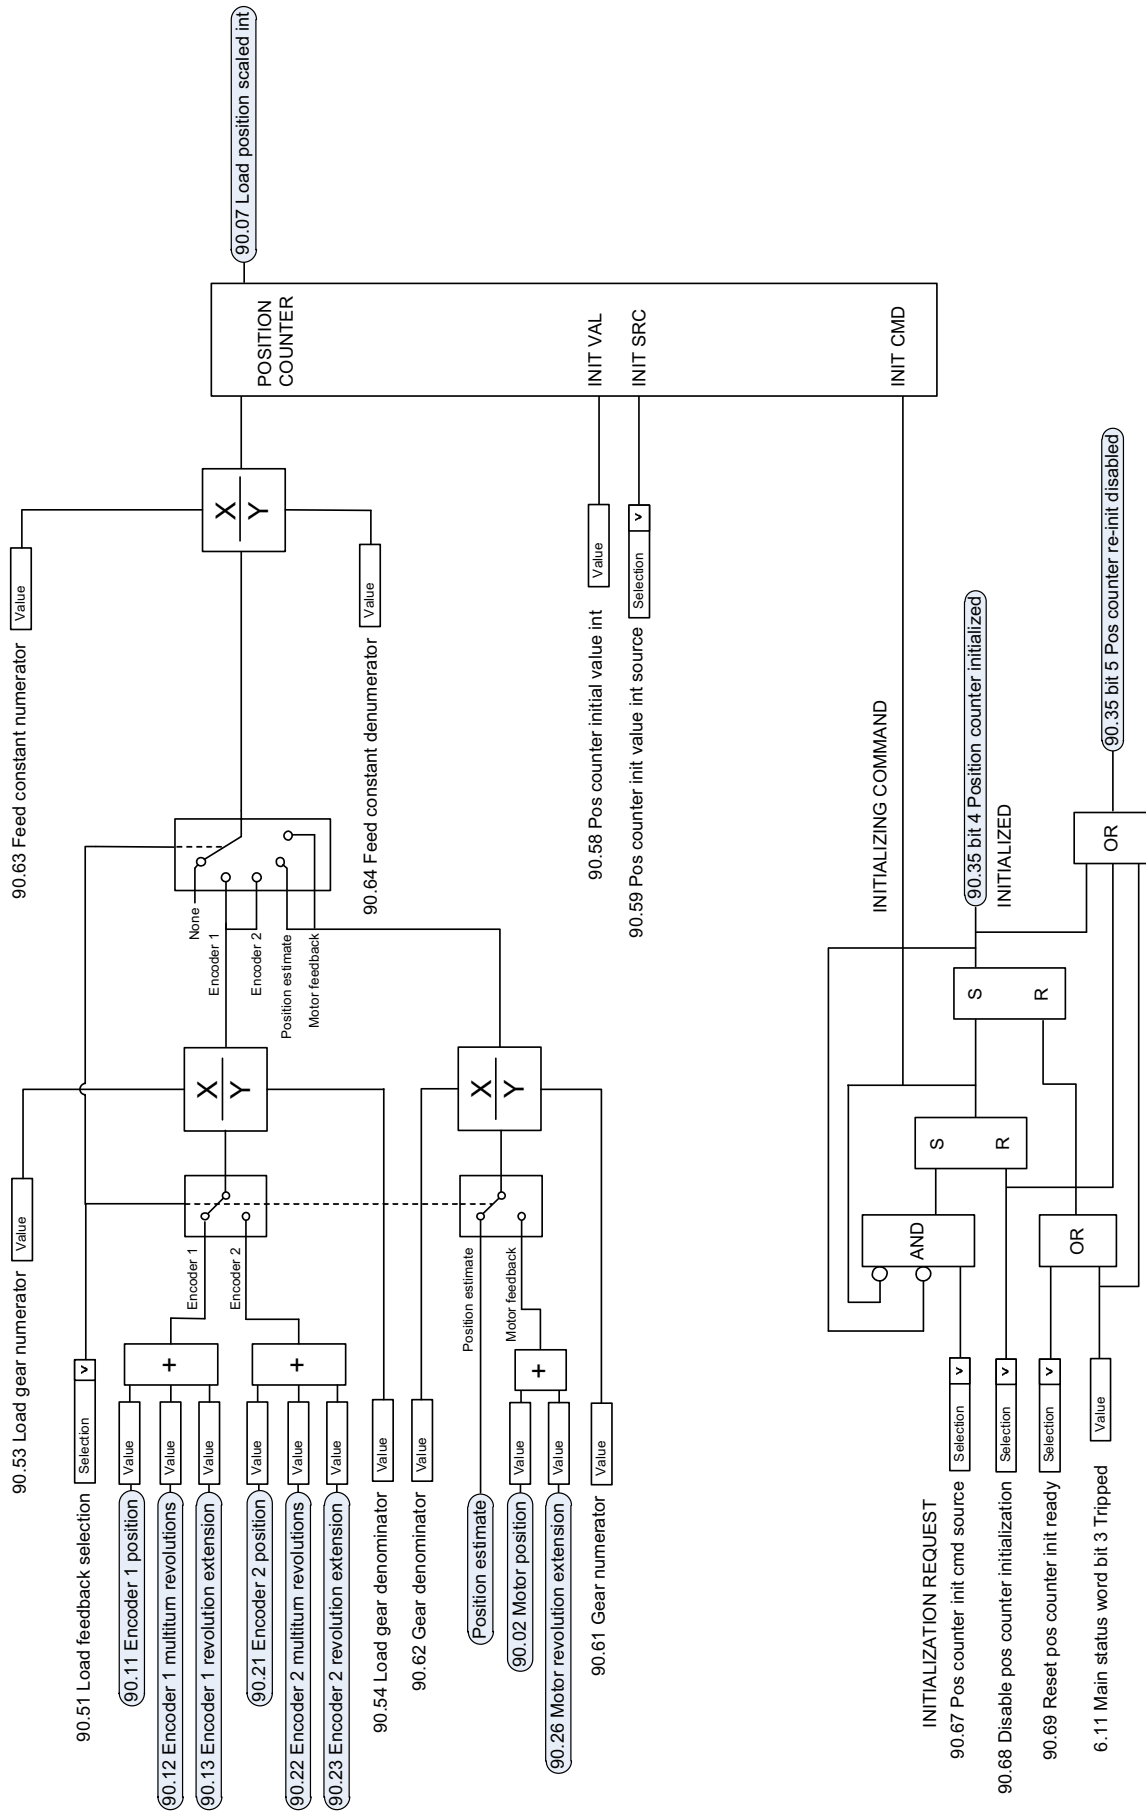 90.53 Load gear numerator
Value
90.51 Load feedback selection
Selection
v
90.11 Encoder 1 position
Value
90.12 Encoder 1 multiturn revolutions
Value
90.13 Encoder 1 revolution extension
Value
+
90.21 Encoder 2 position
Value
90.22 Encoder 2 multiturn revolutions
Value
90.23 Encoder 2 revolution extension
Value
+
Encoder 1
Encoder 2
90.54 Load gear denominator
Value
X
Y
90.62 Gear denominator
Value
Position estimate
90.02 Motor position
Value
90.26 Motor revolution extension
Value
+
Position estimate
Motor feedback
90.61 Gear numerator
Value
X
Y
None
Encoder 1
Encoder 2
Position estimate
Motor feedback
90.63 Feed constant numerator
Value
X
Y
90.64 Feed constant denumerator
Value
POSITION
COUNTER
90.07 Load position scaled int
90.58 Pos counter initial value int
Value
INIT VAL
90.59 Pos counter init value int source
Selection
v
INIT SRC
INIT CMD
INITIALIZING COMMAND
INITIALIZATION REQUEST
90.67 Pos counter init cmd source
Selection
v
AND
S
R
S
R
90.35 bit 4 Position counter initialized
INITIALIZED
90.68 Disable pos counter initialization
Selection
v
90.69 Reset pos counter init ready
Selection
v
OR
6.11 Main status word bit 3 Tripped
Value
OR
90.35 bit 5 Pos counter re-init disabled